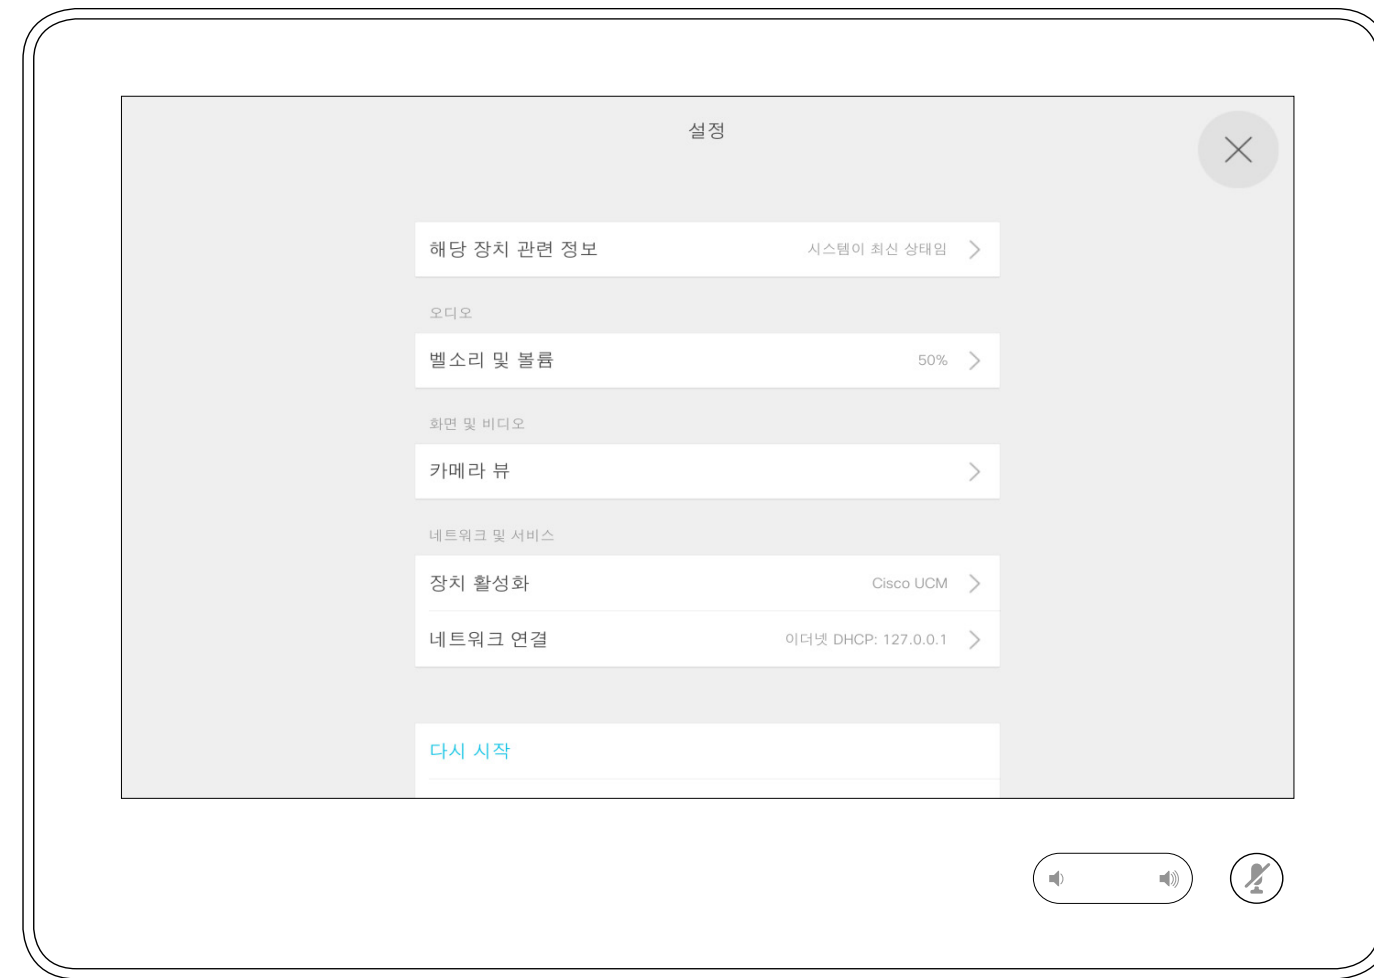 설정
해당 장치 관련 정보 시스템이 최신 상태임
오디오
벨소리 및 볼륨 50%
화면 및 비디오
카메라 뷰
네트워크 및 서비스
장치 활성화 Cisco UCM
네트워크 연결 이더넷 DHCP: 127.0.0.1
다시 시작